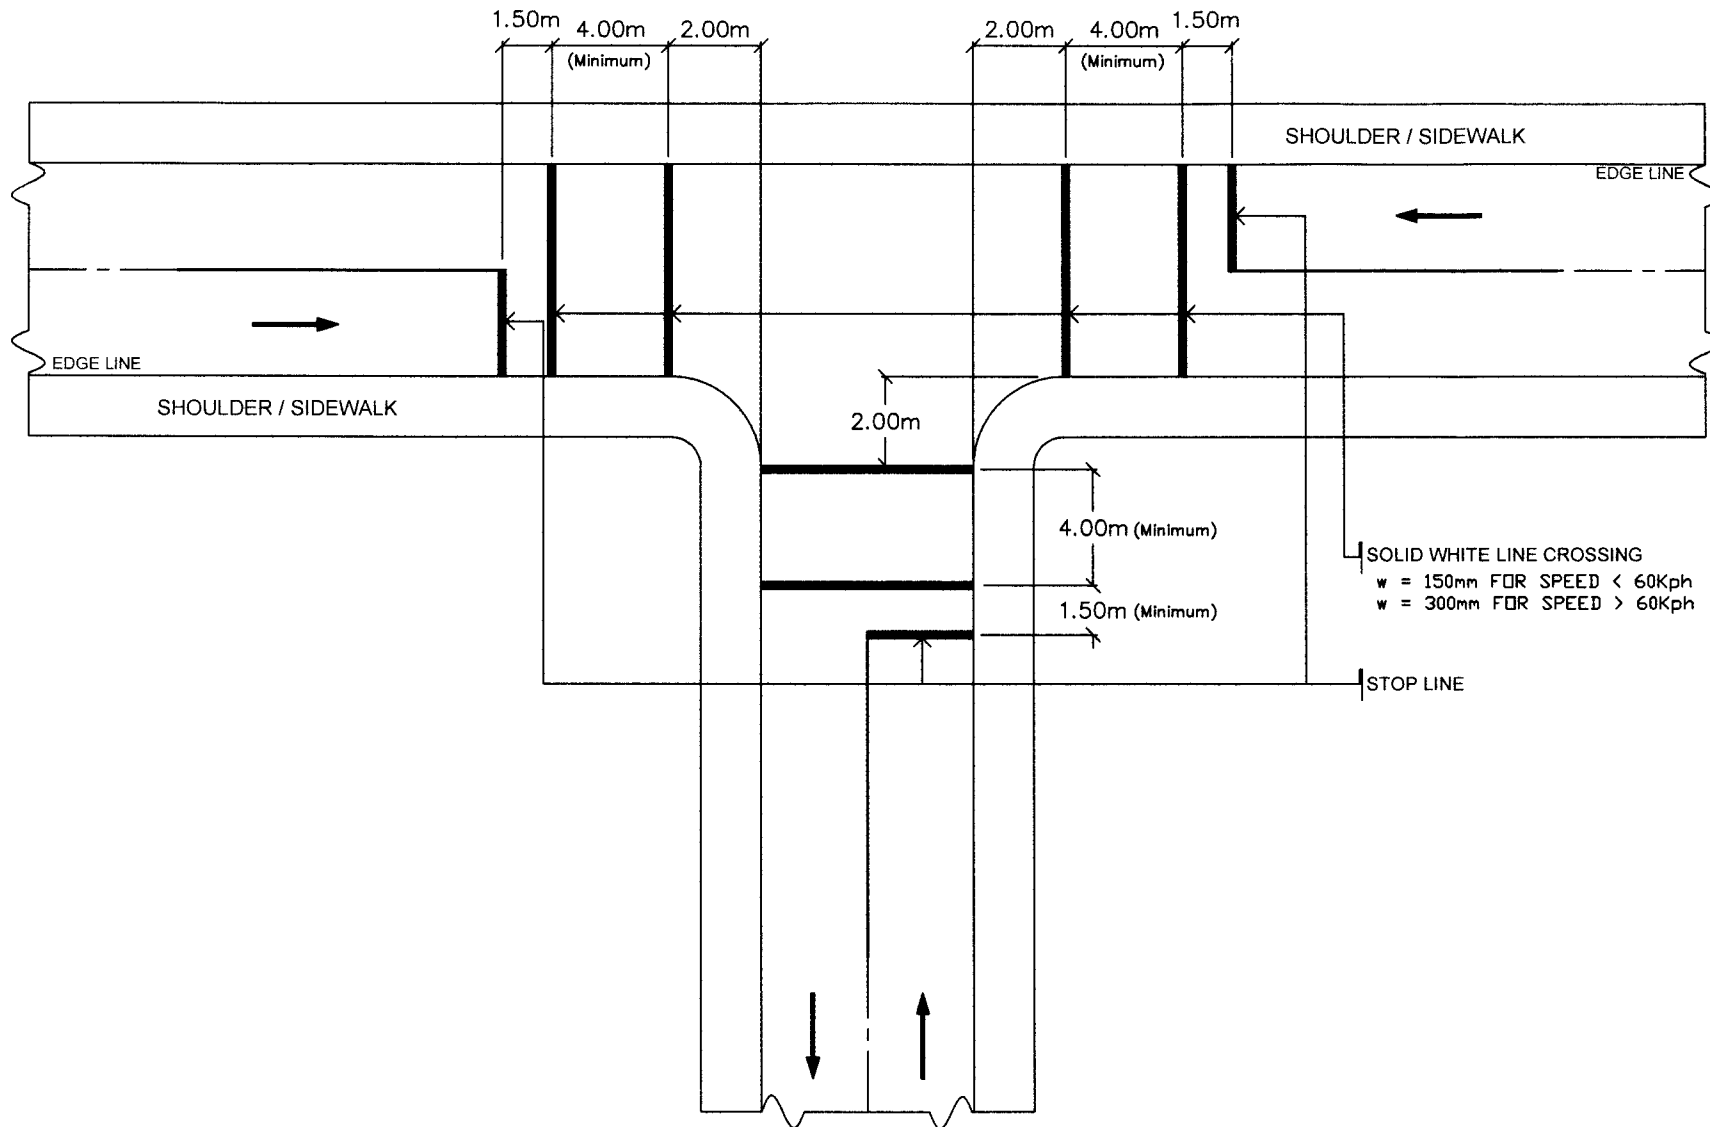 1.50m 4.00m 2.00m 2.00m 4.00m 1.50m
(Minimum) (Minimum)
SHOULDER / SIDEWALK
EDGE LINE
EDGE LINE
SHOULDER / SIDEWALK
2.00m
4.00m (Minimum)
SOLID WHITE LINE CROSSING
w = 150mm FOR SPEED < 60Kph
w = 300mm FOR SPEED > 60Kph
1.50m (Minimum)
STOP LINE